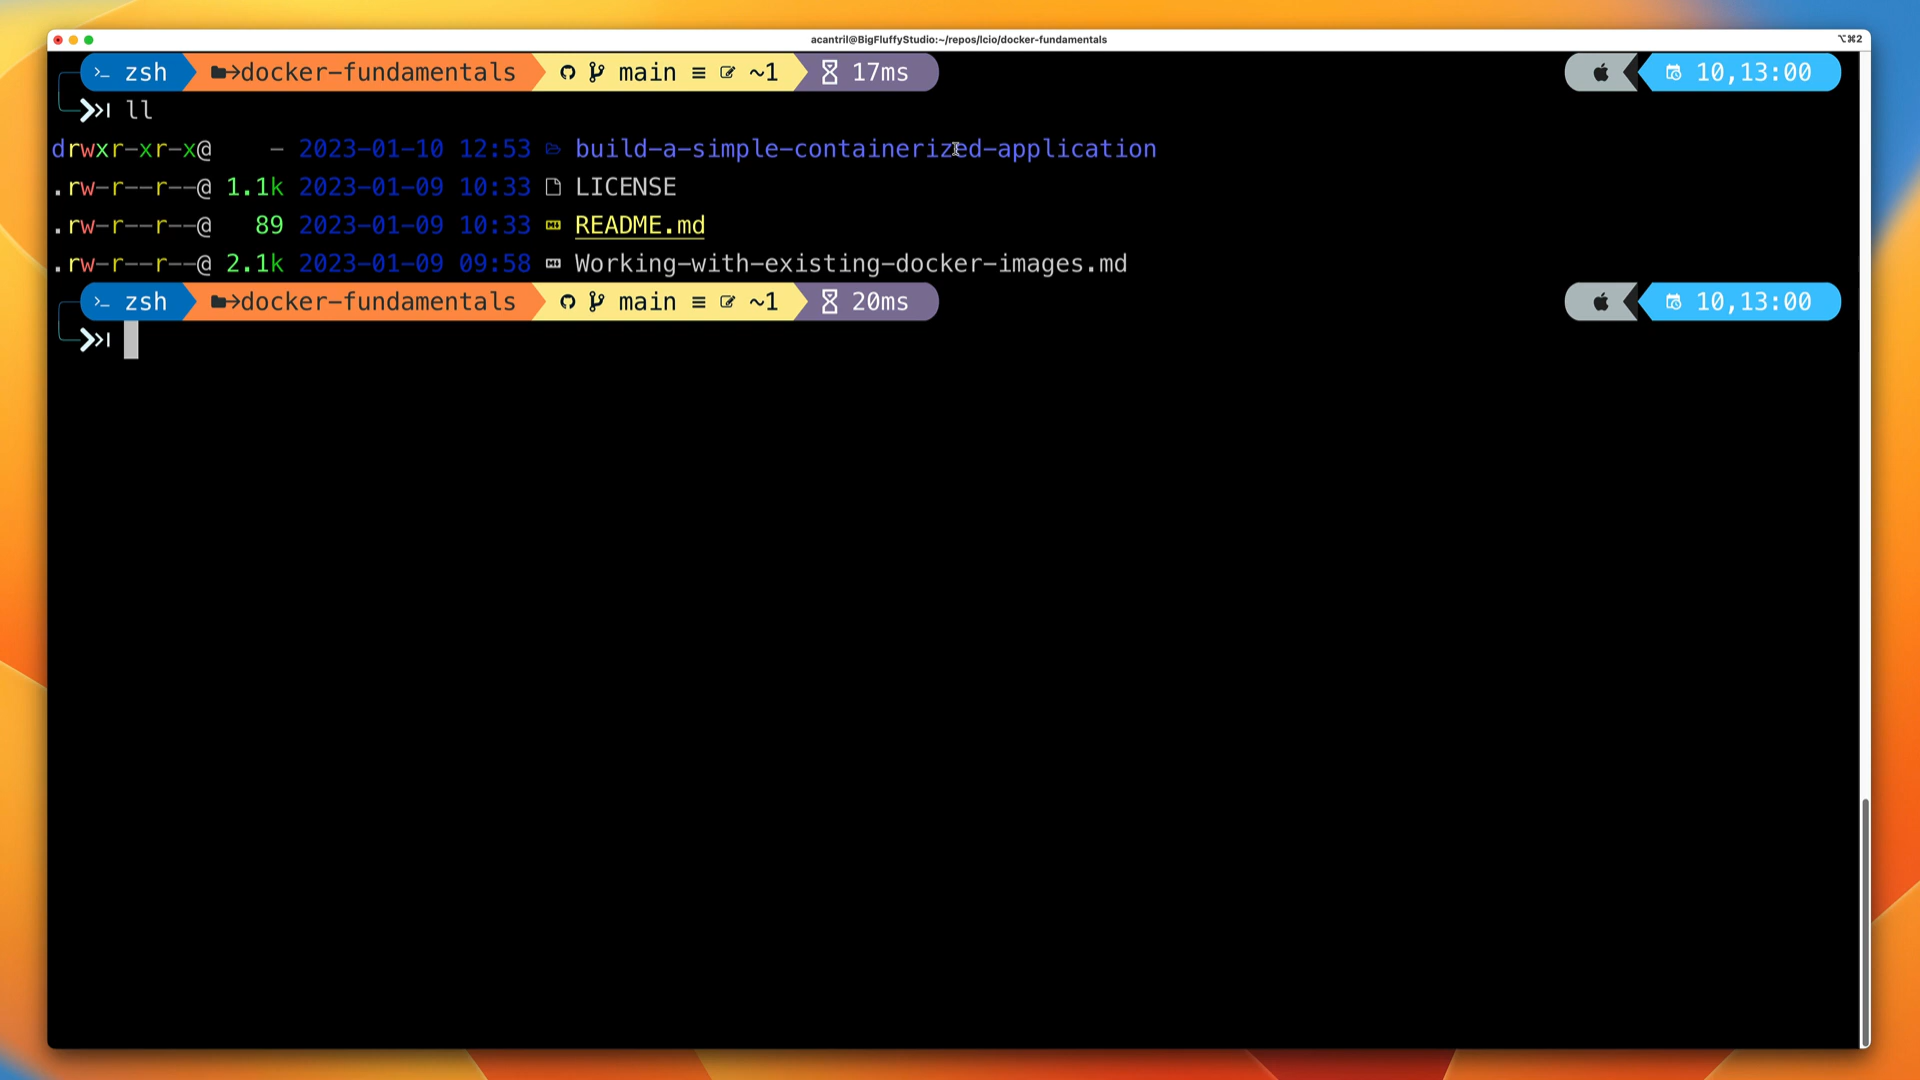 acantril@BigFluffyStudio:~/repos/lcio/docker-fundamentals ⌥⌘2
>_ zsh →docker-fundamentals main ≡ ~1 17ms 10,13:00
ll
drwxr-xr-x@ - 2023-01-10 12:53 build-a-simple-containerized-application
.rw-r--r--@ 1.1k 2023-01-09 10:33 LICENSE
.rw-r--r--@ 89 2023-01-09 10:33 README.md
.rw-r--r--@ 2.1k 2023-01-09 09:58 Working-with-existing-docker-images.md
>_ zsh →docker-fundamentals main ≡ ~1 20ms 10,13:00